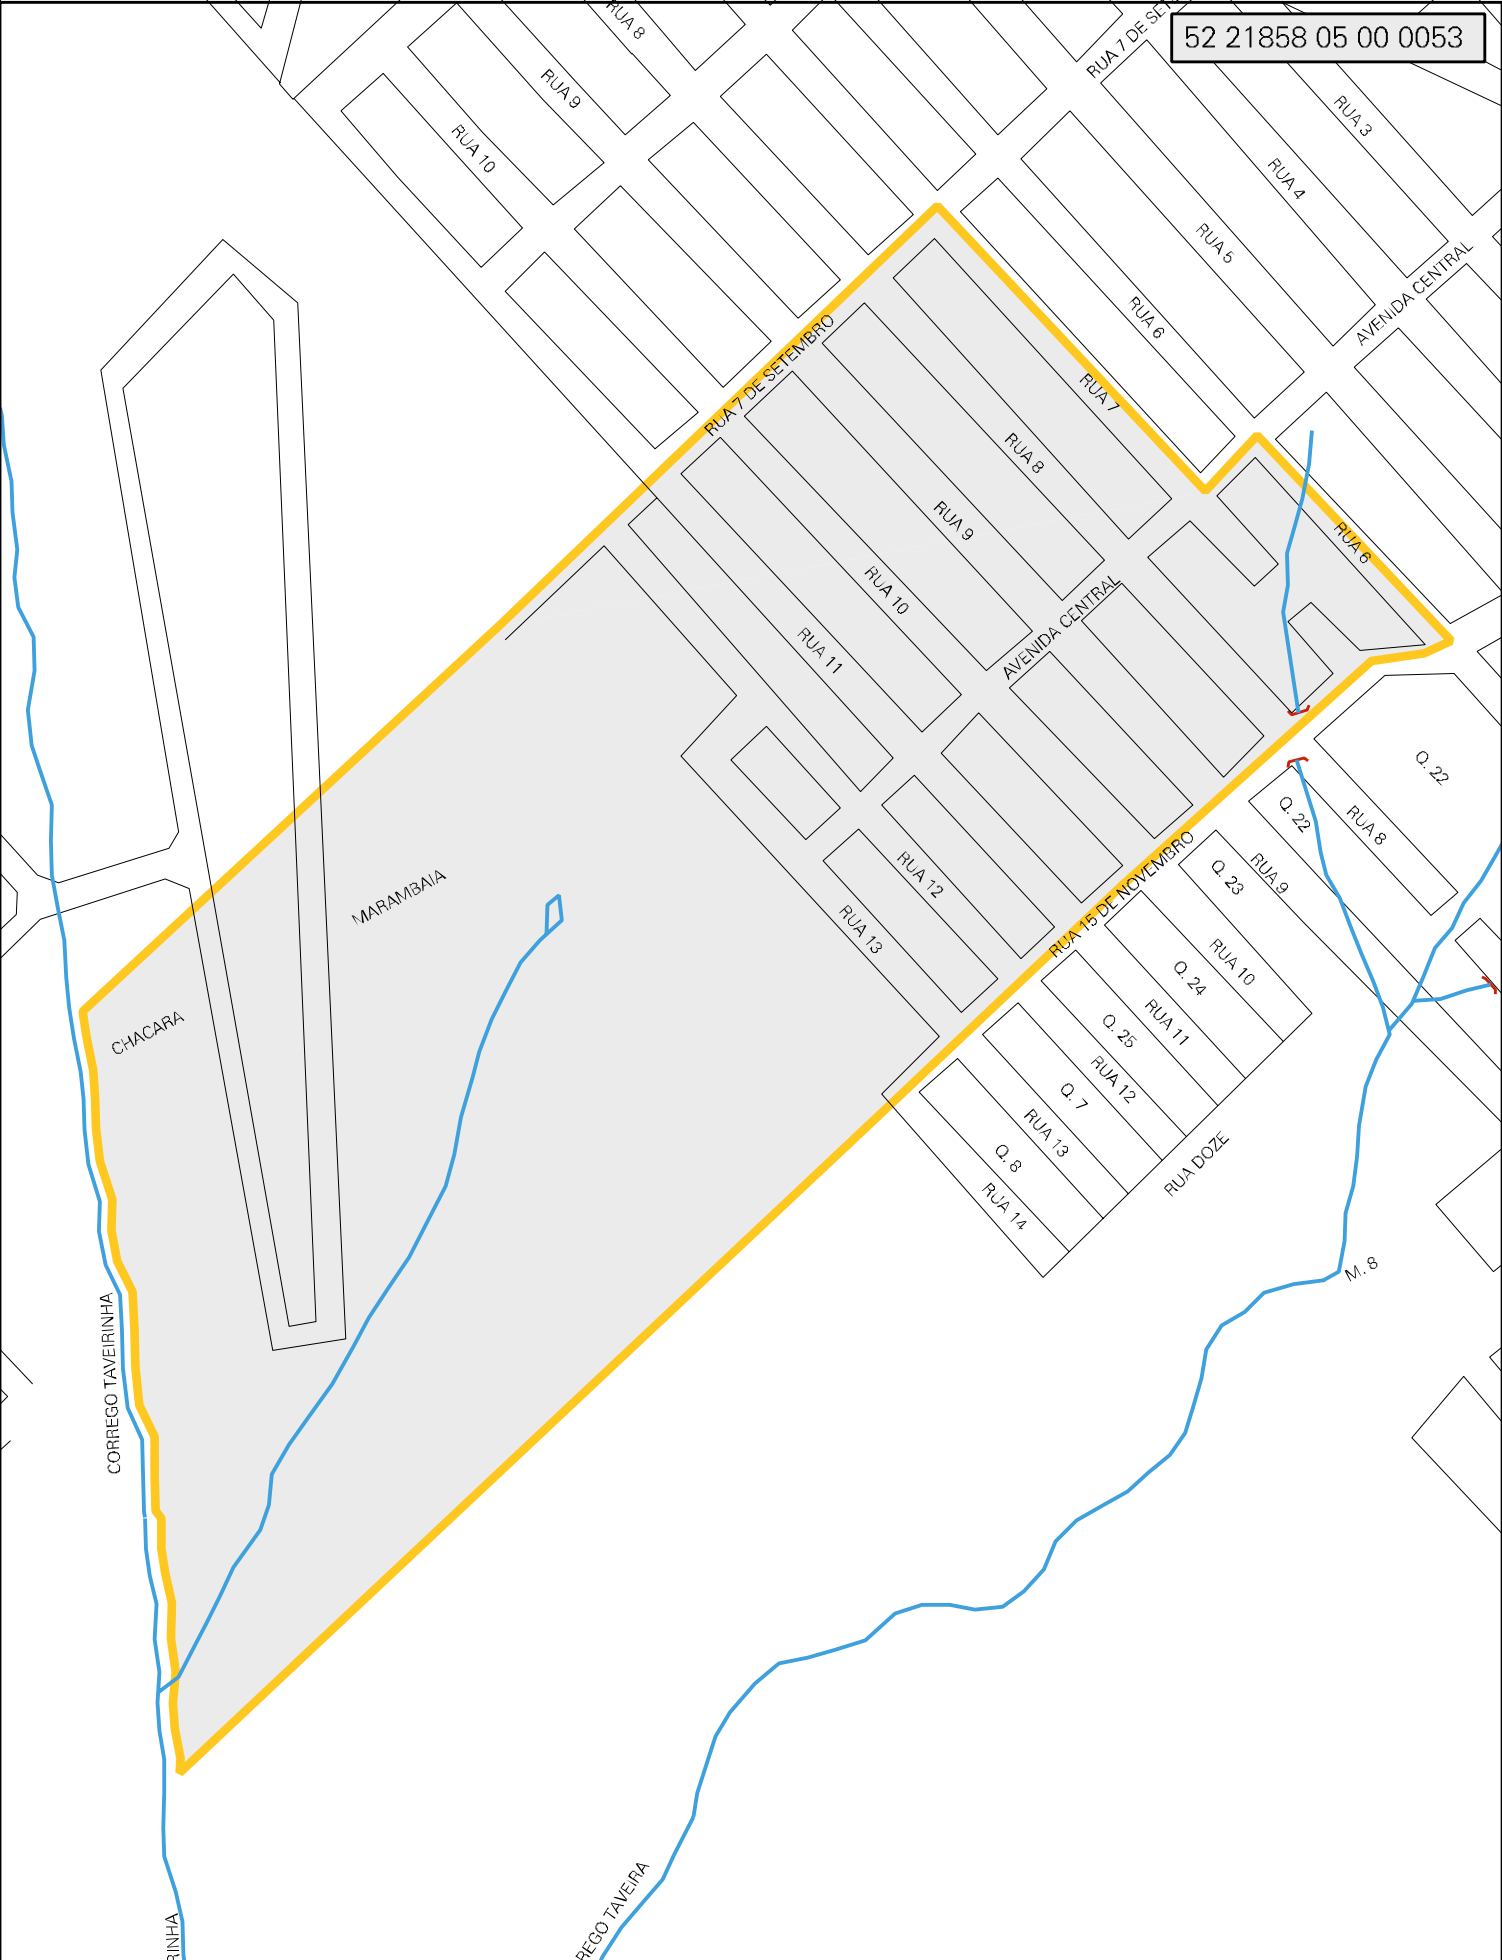 RUA 8
RUA 7 DE SET
52 21858 05 00 0053
RUA 9
RUA 3
RUA 10
RUA 4
RUA 5
AVENIDA CENTRAL
RUA 6
RUA 7 DE SETEMBRO
RUA 7
RUA 8
RUA 9
RUA 6
RUA 10
AVENIDA CENTRAL
RUA 11
Q. 22
Q. 22
RUA 8
MARAMBAIA
RUA 12
Q. 23
RUA 9
RUA 15 DE NOVEMBRO
RUA 13
RUA 10
Q. 24
CHACARA
Q. 25
RUA 11
RUA 12
Q. 7
RUA 13
Q. 8
RUA DOZE
RUA 14
M. 8
CORREGO TAVEIRINHA
REGO TAVEIRA
RINHA